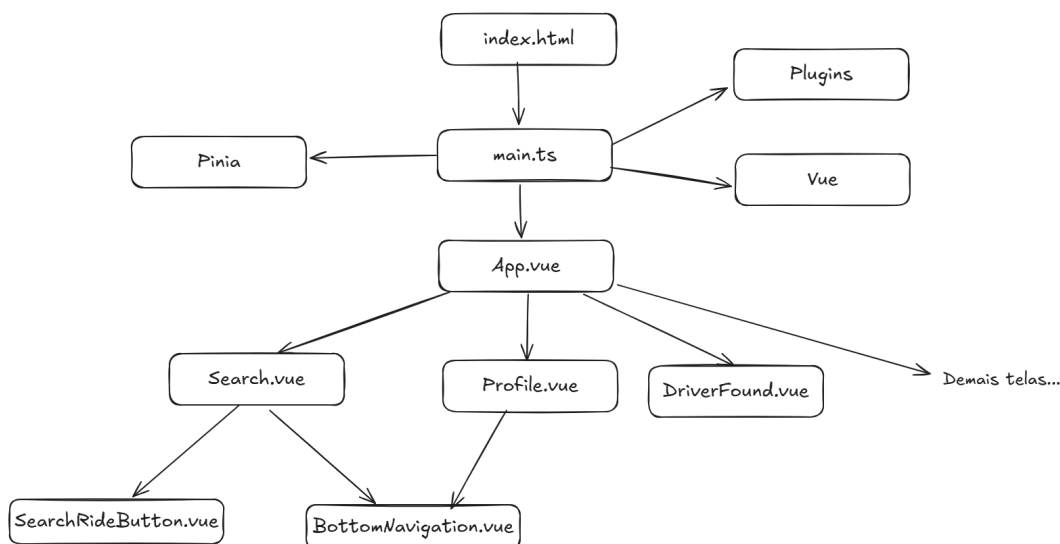 index.html
Plugins
Pinia
main.ts
Vue
App.vue
Search.vue
Profile.vue
DriverFound.vue
Demais telas...
SearchRideButton.vue
BottomNavigation.vue